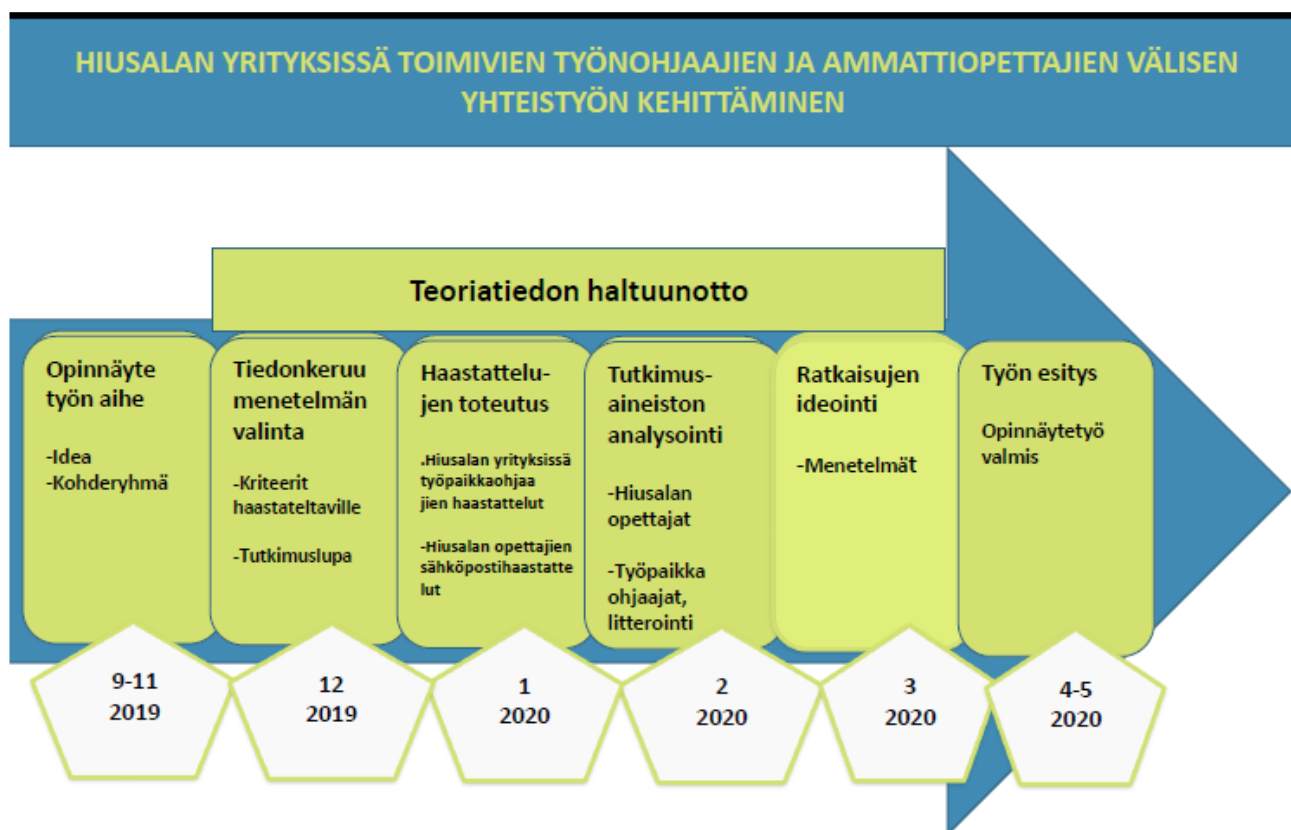 HIUSALAN YRITYKSISSÄ TOIMIVIEN TYÖNOHJAAJIEN JA AMMATTIOPETTAJIEN VÄLISEN
YHTEISTYÖN KEHITTÄMINEN
Teoriatiedon haltuunotto
Opinnäyte
työn aihe
-Idea
-Kohderyhmä
Tiedonkeruu
menetelmän
valinta
-Kriteerit
haastateltaville
-Tutkimuslupa
Haastattelu-
jen toteutus
.Hiusalan yrityksissä
työpaikkaohjaa
jien haastattelut
-Hiusalan opettajien
sähköpostihaastatte
lut
Tutkimus-
aineiston
analysointi
-Hiusalan
opettajat
-Työpaikka
ohjaajat,
litterointi
Ratkaisujen
ideointi
-Menetelmät
Työn esitys
Opinnäytetyö
valmis
9-11
2019
12
2019
1
2020
2
2020
3
2020
4-5
2020